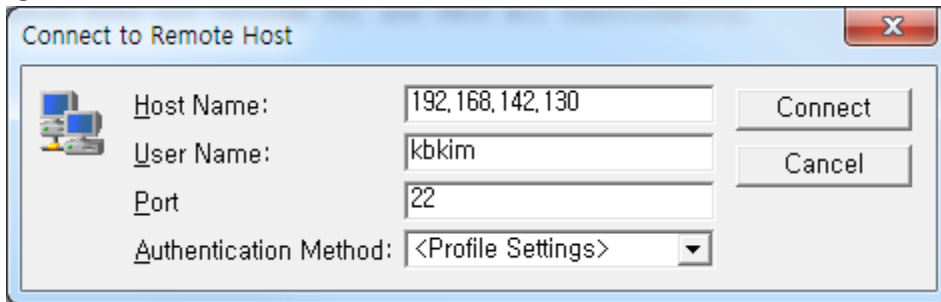 Connect to Remote Host
Host Name: 192.168.142.130 Connect
User Name: kbkim Cancel
Port 22
Authentication Method: <Profile Settings>